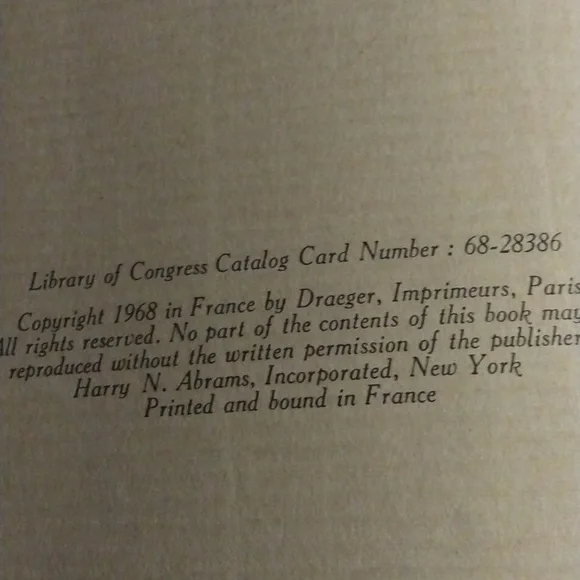 Library of Congress Catalog Card Number : 68-28386
Copyright 1968 in France by Draeger, Imprimeurs, Paris
All rights reserved. No part of the contents of this book may
reproduced without the written permission of the publisher
Harry N. Abrams, Incorporated, New York
Printed and bound in France